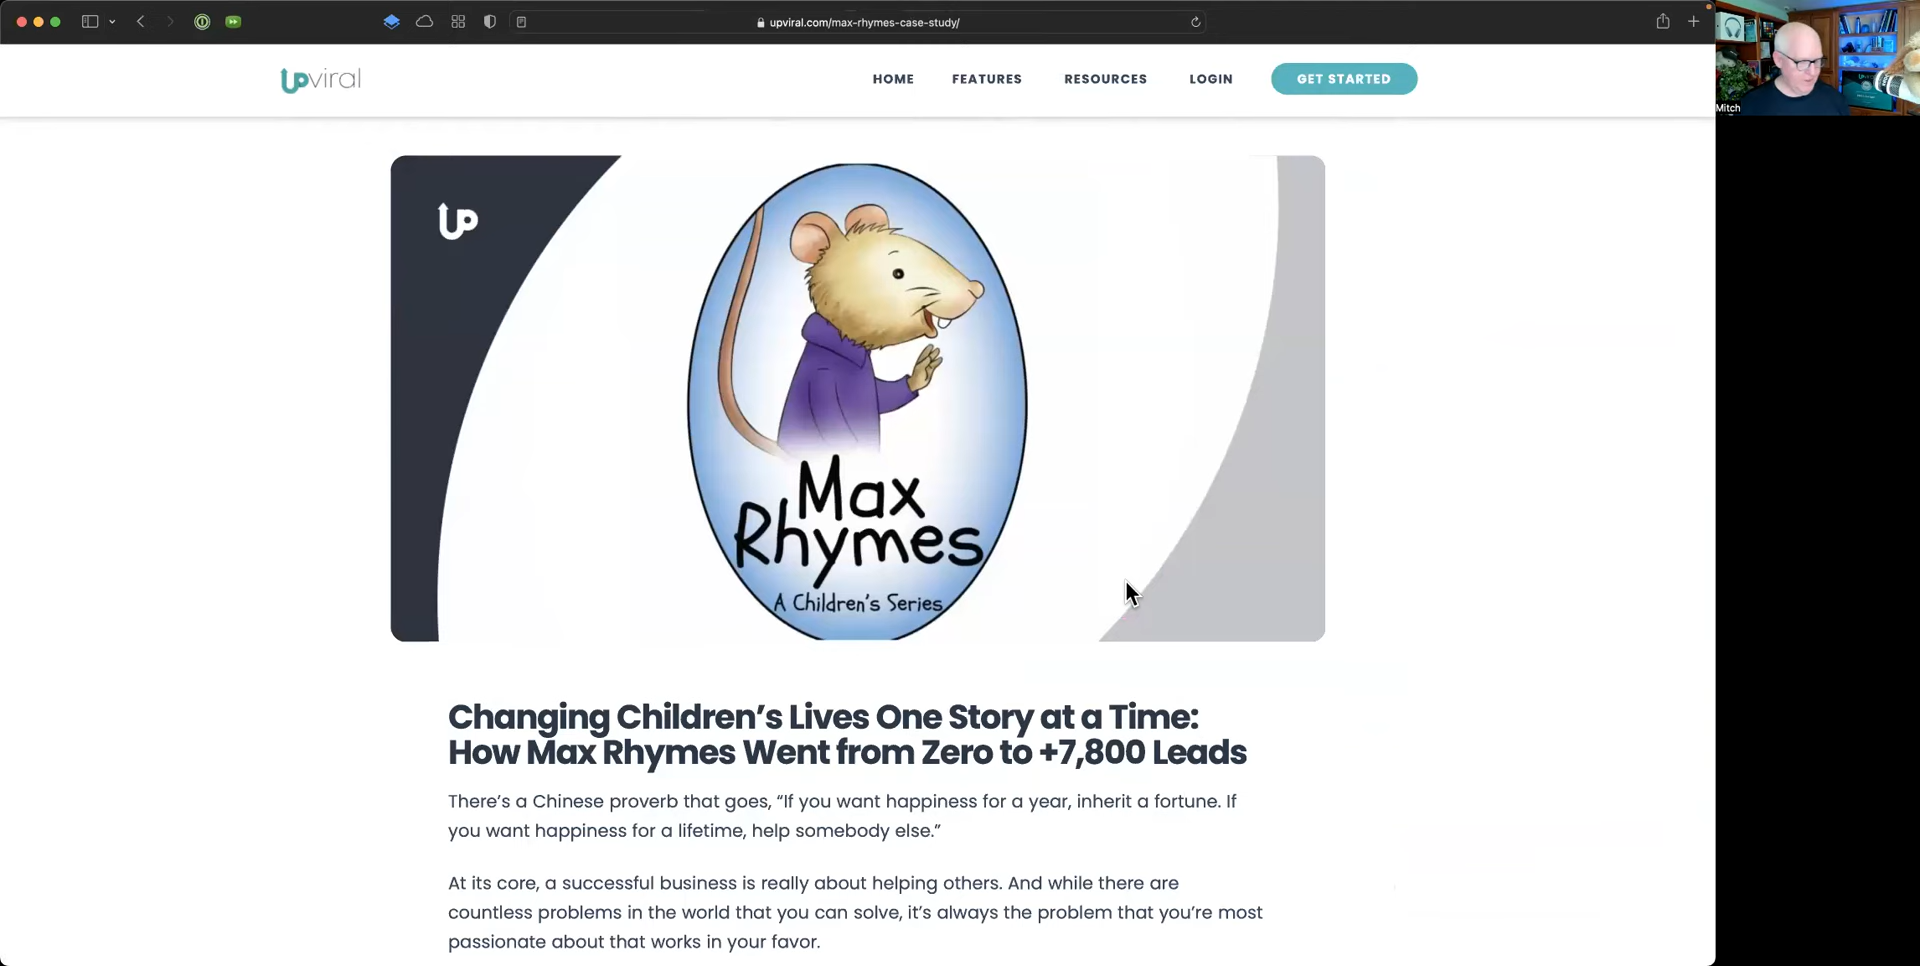 upviral.com/max-rhymes-case-study/
Mitch
upviral
HOME
FEATURES
RESOURCES
LOGIN
GET STARTED
UP
Max
Rhymes
A Children's Series
Changing Children’s Lives One Story at a Time:
How Max Rhymes Went from Zero to +7,800 Leads
There’s a Chinese proverb that goes, “If you want happiness for a year, inherit a fortune. If
you want happiness for a lifetime, help somebody else.”
At its core, a successful business is really about helping others. And while there are
countless problems in the world that you can solve, it’s always the problem that you’re most
passionate about that works in your favor.